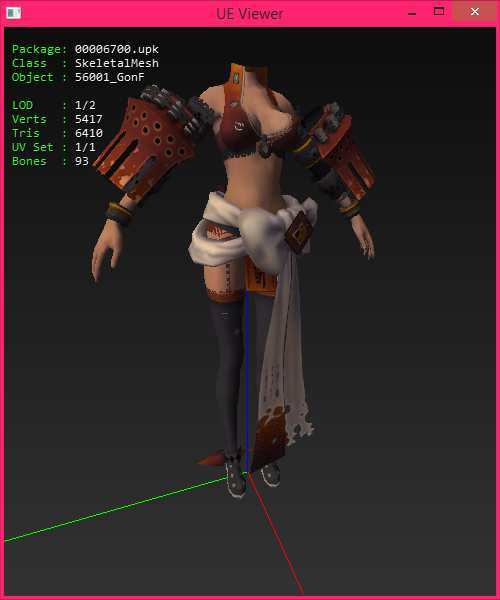 UE Viewer
Package: 00006700.upk
Class : SkeletalMesh
Object : 56001_GonF
LOD : 1/2
Verts : 5417
Tris : 6410
UV Set : 1/1
Bones : 93